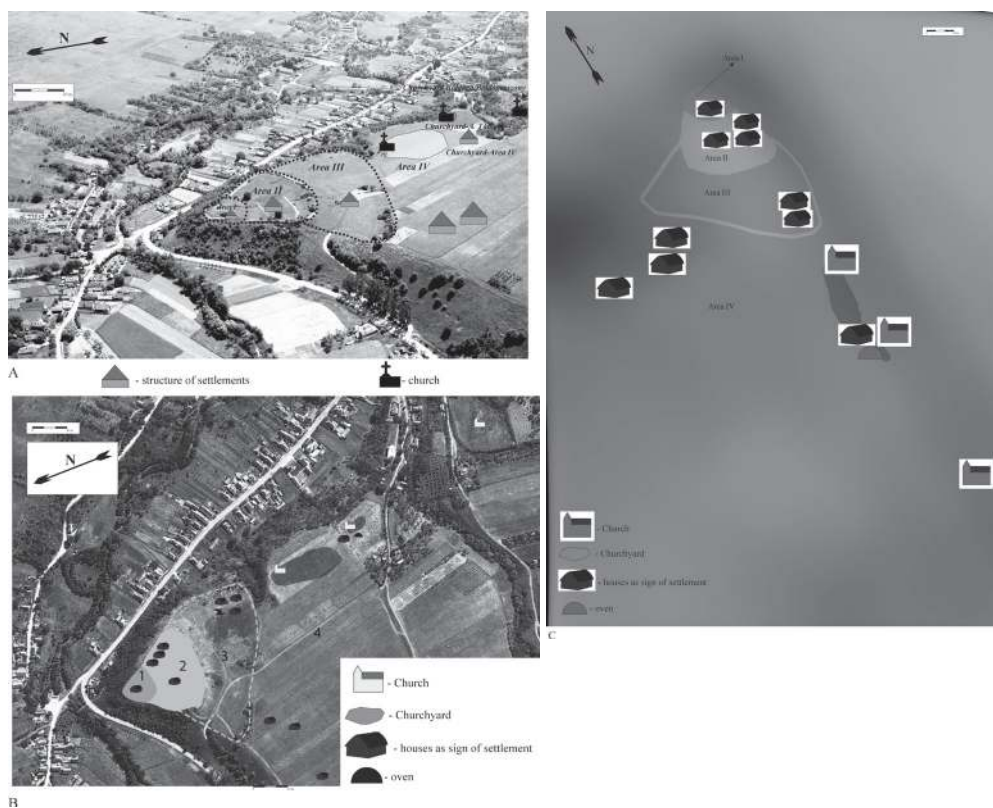 N
Area III
Area II
Area IV
Churchyard-Area IV
A
- structure of settlements
- church
N
1
2
3
4
- Church
- Churchyard
- houses as sign of settlement
- oven
B
N
Area I
Area II
Area III
Area IV
- Church
- Churchyard
- houses as sign of settlement
- oven
C